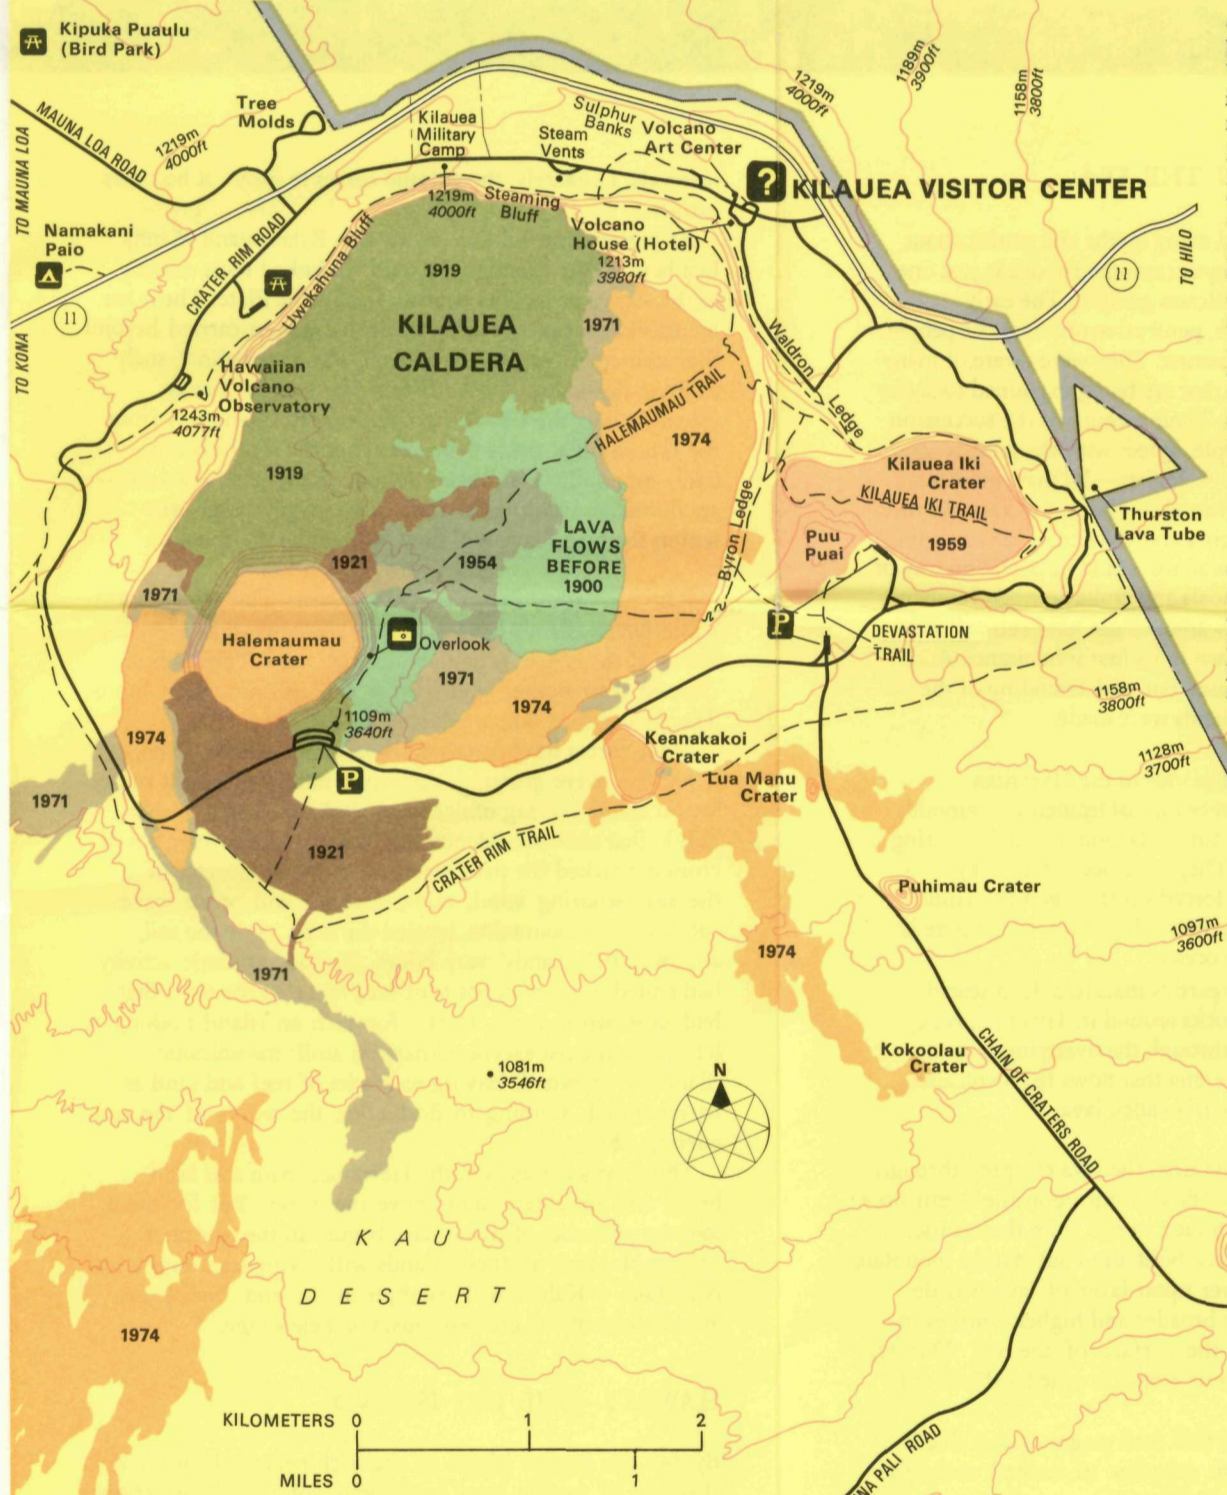 Kipuka Puaulu
(Bird Park)
MAUNA LOA ROAD
TO MAUNA LOA
1219m
4000ft
Tree
Molds
Kilauea
Military
Camp
1219m
4000ft
Steam
Vents
Sulphur
Banks
Volcano
Art Center
1219m
4000ft
1189m
3900ft
1158m
3800ft
?
KILAUEA VISITOR CENTER
Steaming
Bluff
Volcano
House (Hotel)
1213m
3980ft
Namakani
Paio
11
TO KONA
CRATER RIM ROAD
Uwekahuna Bluff
1919
KILAUEA
CALDERA
1971
11
TO HILO
Hawaiian
Volcano
Observatory
1243m
4077ft
HALEMAUMAU TRAIL
Waldron
Ledge
1974
1919
Kilauea Iki
Crater
KILAUEA IKI TRAIL
1959
Puu
Puai
Thurston
Lava Tube
Byron Ledge
LAVA
FLOWS
BEFORE
1900
1921
1954
1971
Halemaumau
Crater
Overlook
P
DEVASTATION
TRAIL
1971
1974
1109m
3640ft
1974
P
1158m
3800ft
1128m
3700ft
Keanakakoi
Crater
Lua Manu
Crater
1971
1921
CRATER RIM TRAIL
Puhimau Crater
1097m
3600ft
1974
1971
Kokoolau
Crater
CHAIN OF CRATERS ROAD
1081m
3546ft
N
KAU
DESERT
1974
KILOMETERS 0 1 2
MILES 0 1
NA PALI ROAD